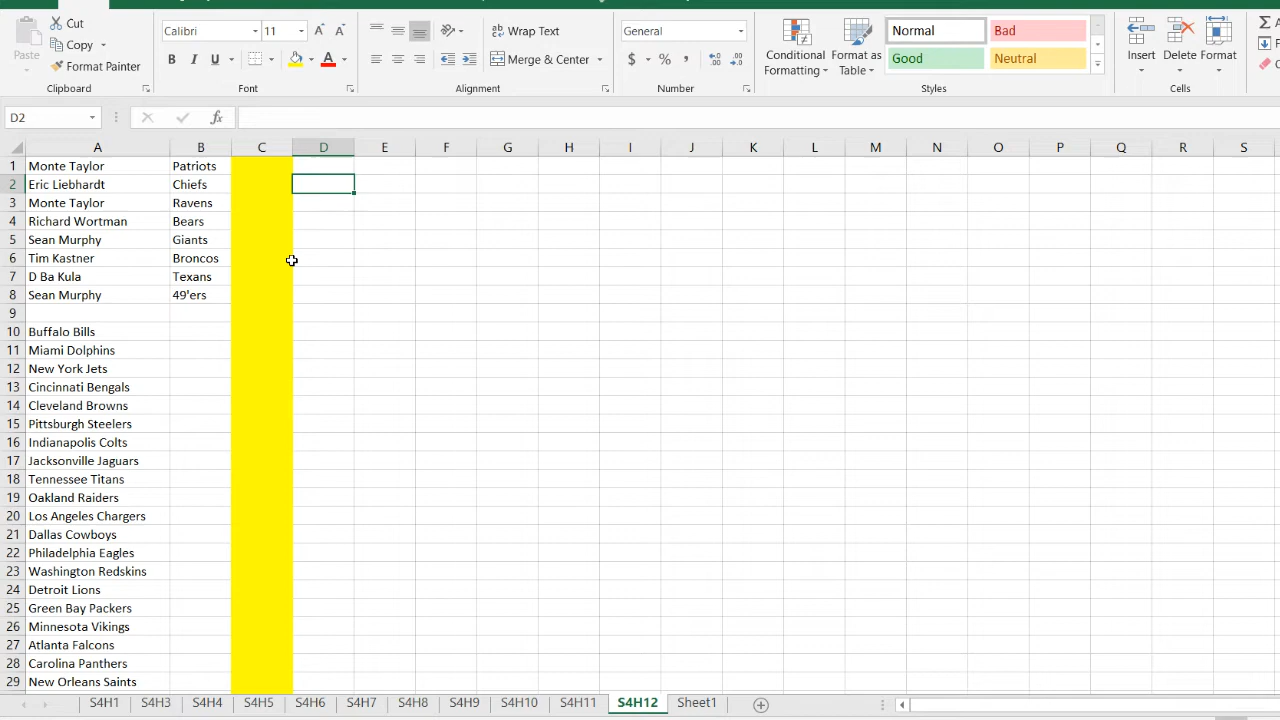 Cut
Calibri 11
Wrap Text
General
Normal Bad
Paste
Copy
Format Painter
B I U A
Merge & Center
$ % ,
Conditional Formatting
Format as Table
Good Neutral
Insert Delete Format
Clipboard Font Alignment Number Styles Cells
D2 fx
A B C D E F G H I J K L M N O P Q R S
1 Monte Taylor Patriots
2 Eric Liebhardt Chiefs
3 Monte Taylor Ravens
4 Richard Wortman Bears
5 Sean Murphy Giants
6 Tim Kastner Broncos
7 D Ba Kula Texans
8 Sean Murphy 49'ers
9
10 Buffalo Bills
11 Miami Dolphins
12 New York Jets
13 Cincinnati Bengals
14 Cleveland Browns
15 Pittsburgh Steelers
16 Indianapolis Colts
17 Jacksonville Jaguars
18 Tennessee Titans
19 Oakland Raiders
20 Los Angeles Chargers
21 Dallas Cowboys
22 Philadelphia Eagles
23 Washington Redskins
24 Detroit Lions
25 Green Bay Packers
26 Minnesota Vikings
27 Atlanta Falcons
28 Carolina Panthers
29 New Orleans Saints
S4H1 S4H3 S4H4 S4H5 S4H6 S4H7 S4H8 S4H9 S4H10 S4H11 S4H12 Sheet1